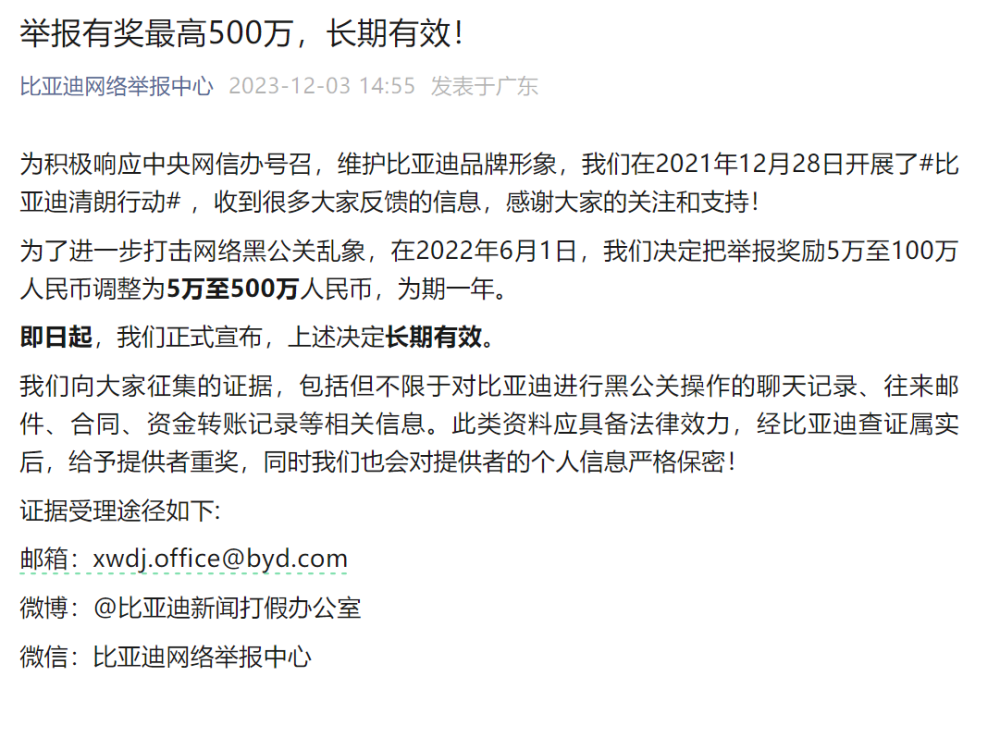 举报有奖最高500万，长期有效！
比亚迪网络举报中心 2023-12-03 14:55 发表于广东
为积极响应中央网信办号召，维护比亚迪品牌形象，我们在2021年12月28日开展了#比
亚迪清朗行动#，收到很多大家反馈的信息，感谢大家的关注和支持！
为了进一步打击网络黑公关乱象，在2022年6月1日，我们决定把举报奖励5万至100万
人民币调整为5万至500万人民币，为期一年。
即日起，我们正式宣布，上述决定长期有效。
我们向大家征集的证据，包括但不限于对比亚迪进行黑公关操作的聊天记录、往来邮
件、合同、资金转账记录等相关信息。此类资料应具备法律效力，经比亚迪查证属实
后，给予提供者重奖，同时我们也会对提供者的个人信息严格保密！
证据受理途径如下:
邮箱：xwdj.office@byd.com
微博：@比亚迪新闻打假办公室
微信：比亚迪网络举报中心